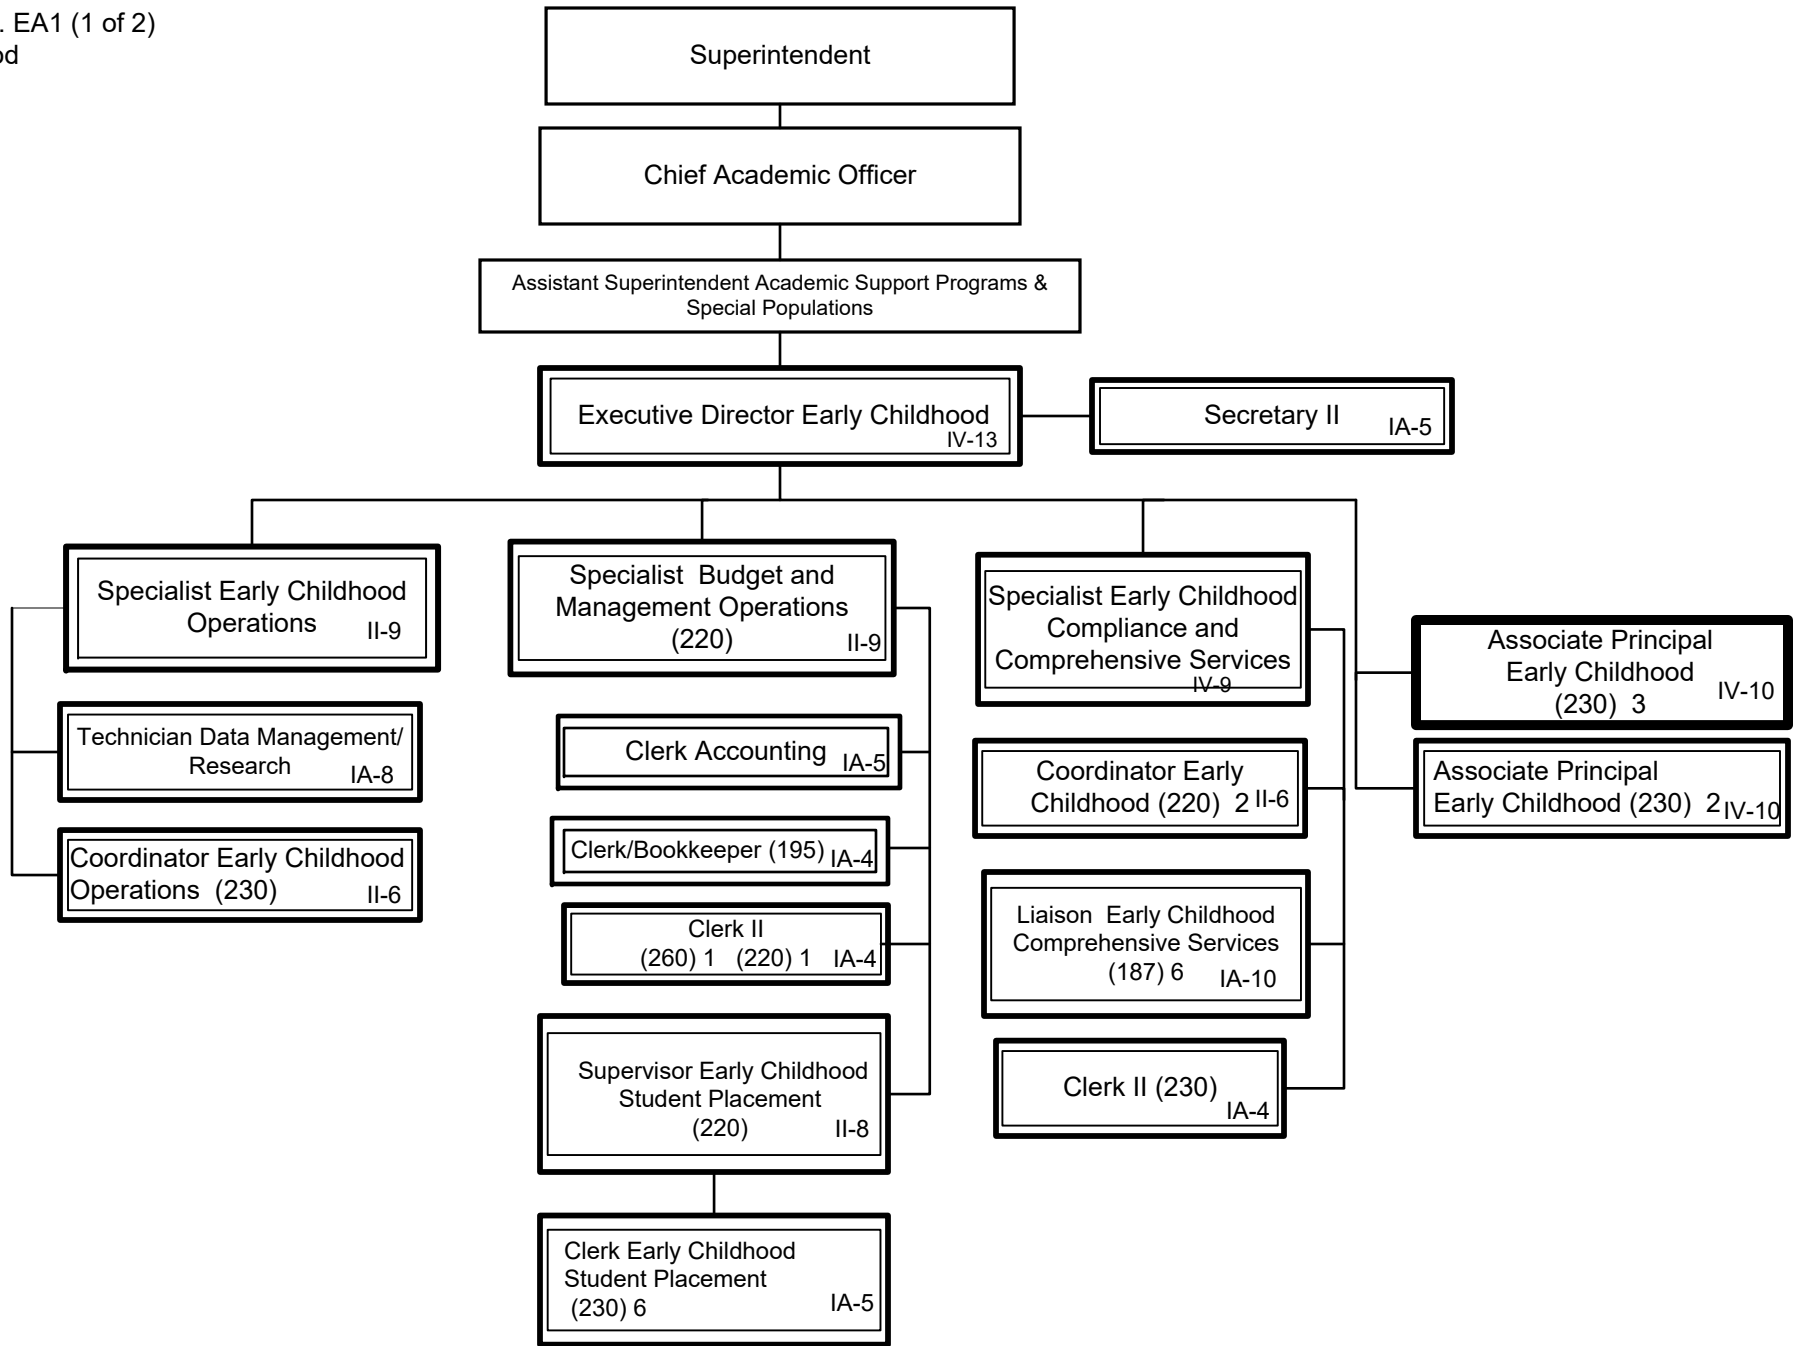 . EA1 (1 of 2)
Superintendent
Chief Academic Officer
Assistant Superintendent Academic Support Programs &
Special Populations
Executive Director Early Childhood
IV-13
Secretary II
IA-5
Specialist Early Childhood
Operations
II-9
Technician Data Management/
Research
IA-8
Coordinator Early Childhood
Operations (230)
II-6
Specialist Budget and
Management Operations
(220)
II-9
Clerk Accounting
IA-5
Clerk/Bookkeeper (195)
IA-4
Clerk II
(260) 1 (220) 1
IA-4
Supervisor Early Childhood
Student Placement
(220)
II-8
Clerk Early Childhood
Student Placement
(230) 6
IA-5
Specialist Early Childhood
Compliance and
Comprehensive Services
IV-9
Coordinator Early
Childhood (220) 2
II-6
Liaison Early Childhood
Comprehensive Services
(187) 6
IA-10
Clerk II (230)
IA-4
Associate Principal
Early Childhood
(230) 3
IV-10
Associate Principal
Early Childhood (230) 2
IV-10